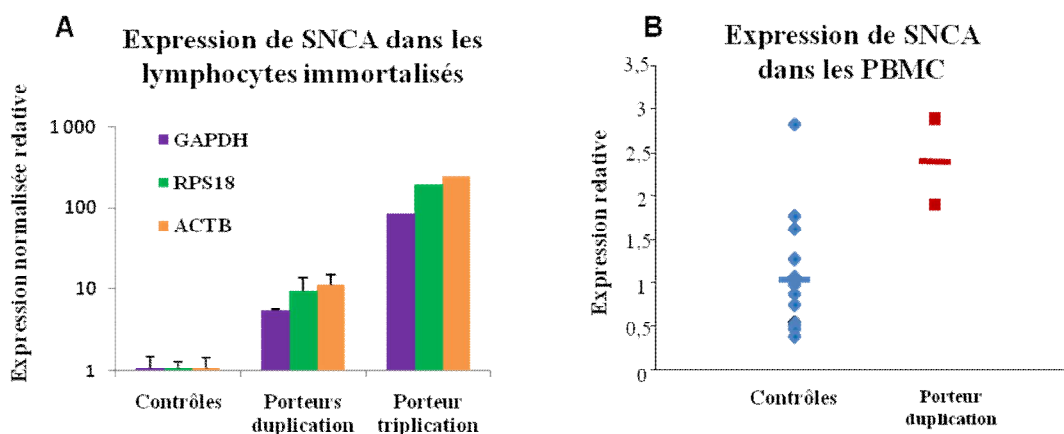 A
Expression de SNCA dans les
lymphocytes immortalisés
Expression normalisée relative
1 000
100
10
1
GAPDH
RPS18
ACTB
Contrôles
Porteurs
duplication
Porteur
triplication
B
Expression de SNCA
dans les PBMC
Expression relative
3,5
3
2,5
2
1,5
1
0,5
0
Contrôles
Porteur
duplication